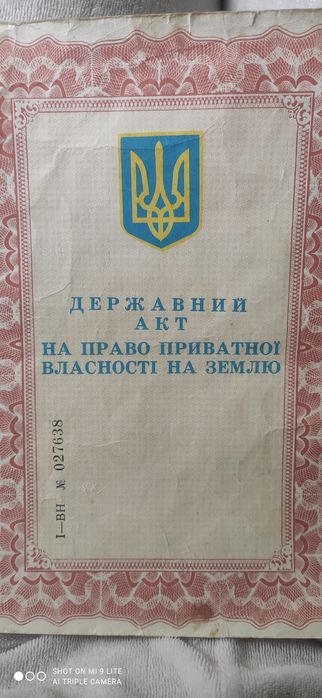 ДЕРЖАВНИЙ
АКТ
НА ПРАВО ПРИВАТНОЇ
ВЛАСНОСТІ НА ЗЕМЛЮ
І—ВН № 027638
SHOT ON MI 9 LITE
AI TRIPLE CAMERA